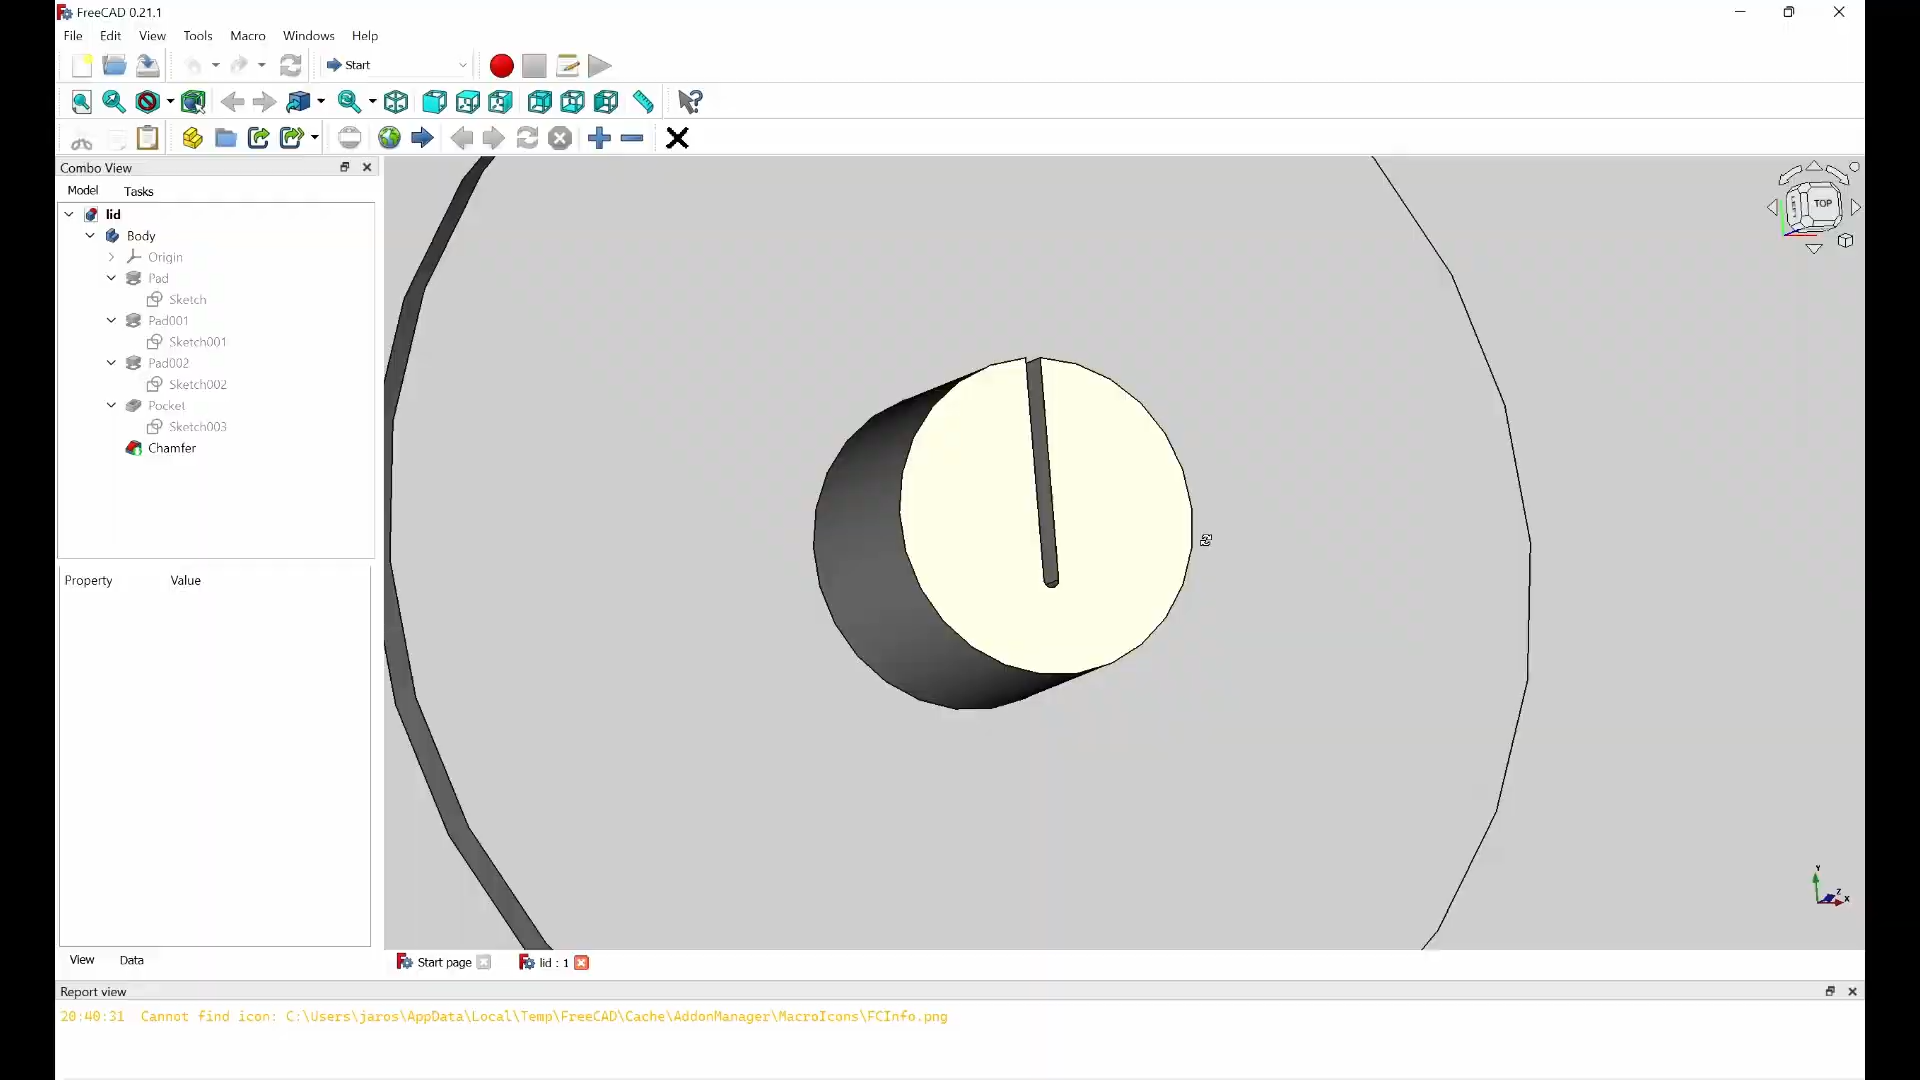 FreeCAD 0.21.1
File Edit View Tools Macro Windows Help
Start
Combo View
Model Tasks
lid
Body
Origin
Pad
Sketch
Pad001
Sketch001
Pad002
Sketch002
Pocket
Sketch003
Chamfer
TOP
LEFT
Property Value
Y
Z
X
View Data
Start page
lid : 1
Report view
20:40:31 Cannot find icon: C:\Users\jaros\AppData\Local\Temp\FreeCAD\Cache\AddonManager\MacroIcons\FCInfo.png